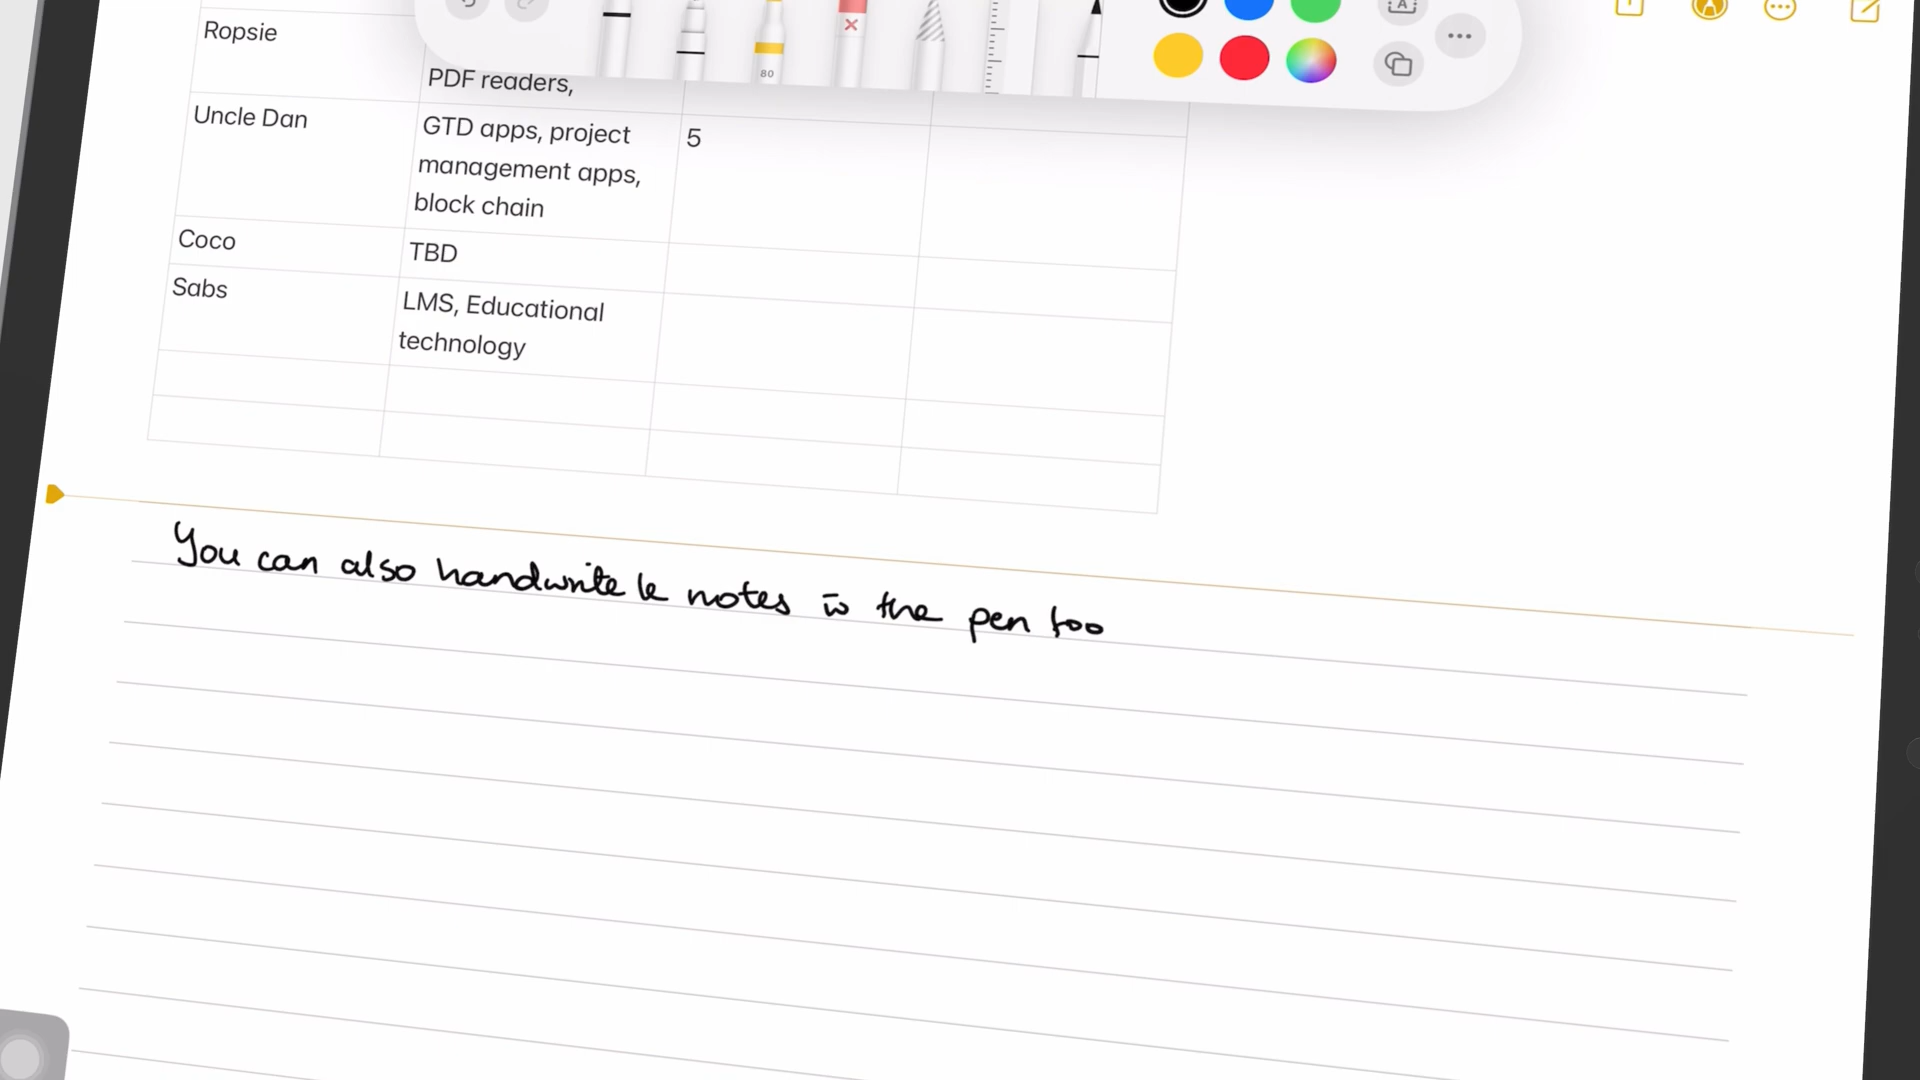 Ropsie
PDF readers,
80
Uncle Dan
GTD apps, project
management apps,
block chain
5
Coco
TBD
Sabs
LMS, Educational
technology
You can also handwrite le notes the pen too